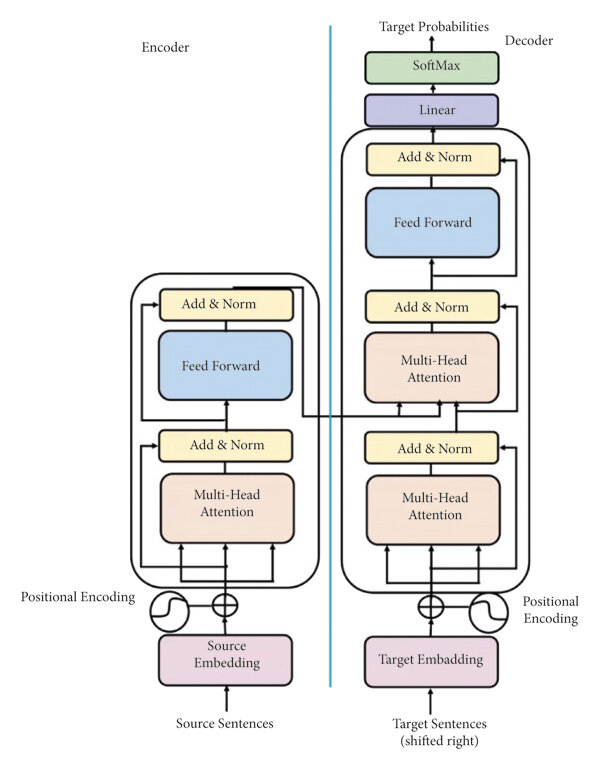 Encoder
Add & Norm
Feed Forward
Add & Norm
Multi-Head
Attention
Positional Encoding
Source
Embedding
Source Sentences
Target Probabilities
Decoder
SoftMax
Linear
Add & Norm
Feed Forward
Add & Norm
Multi-Head
Attention
Add & Norm
Multi-Head
Attention
Positional
Encoding
Target Embadding
Target Sentences
(shifted right)